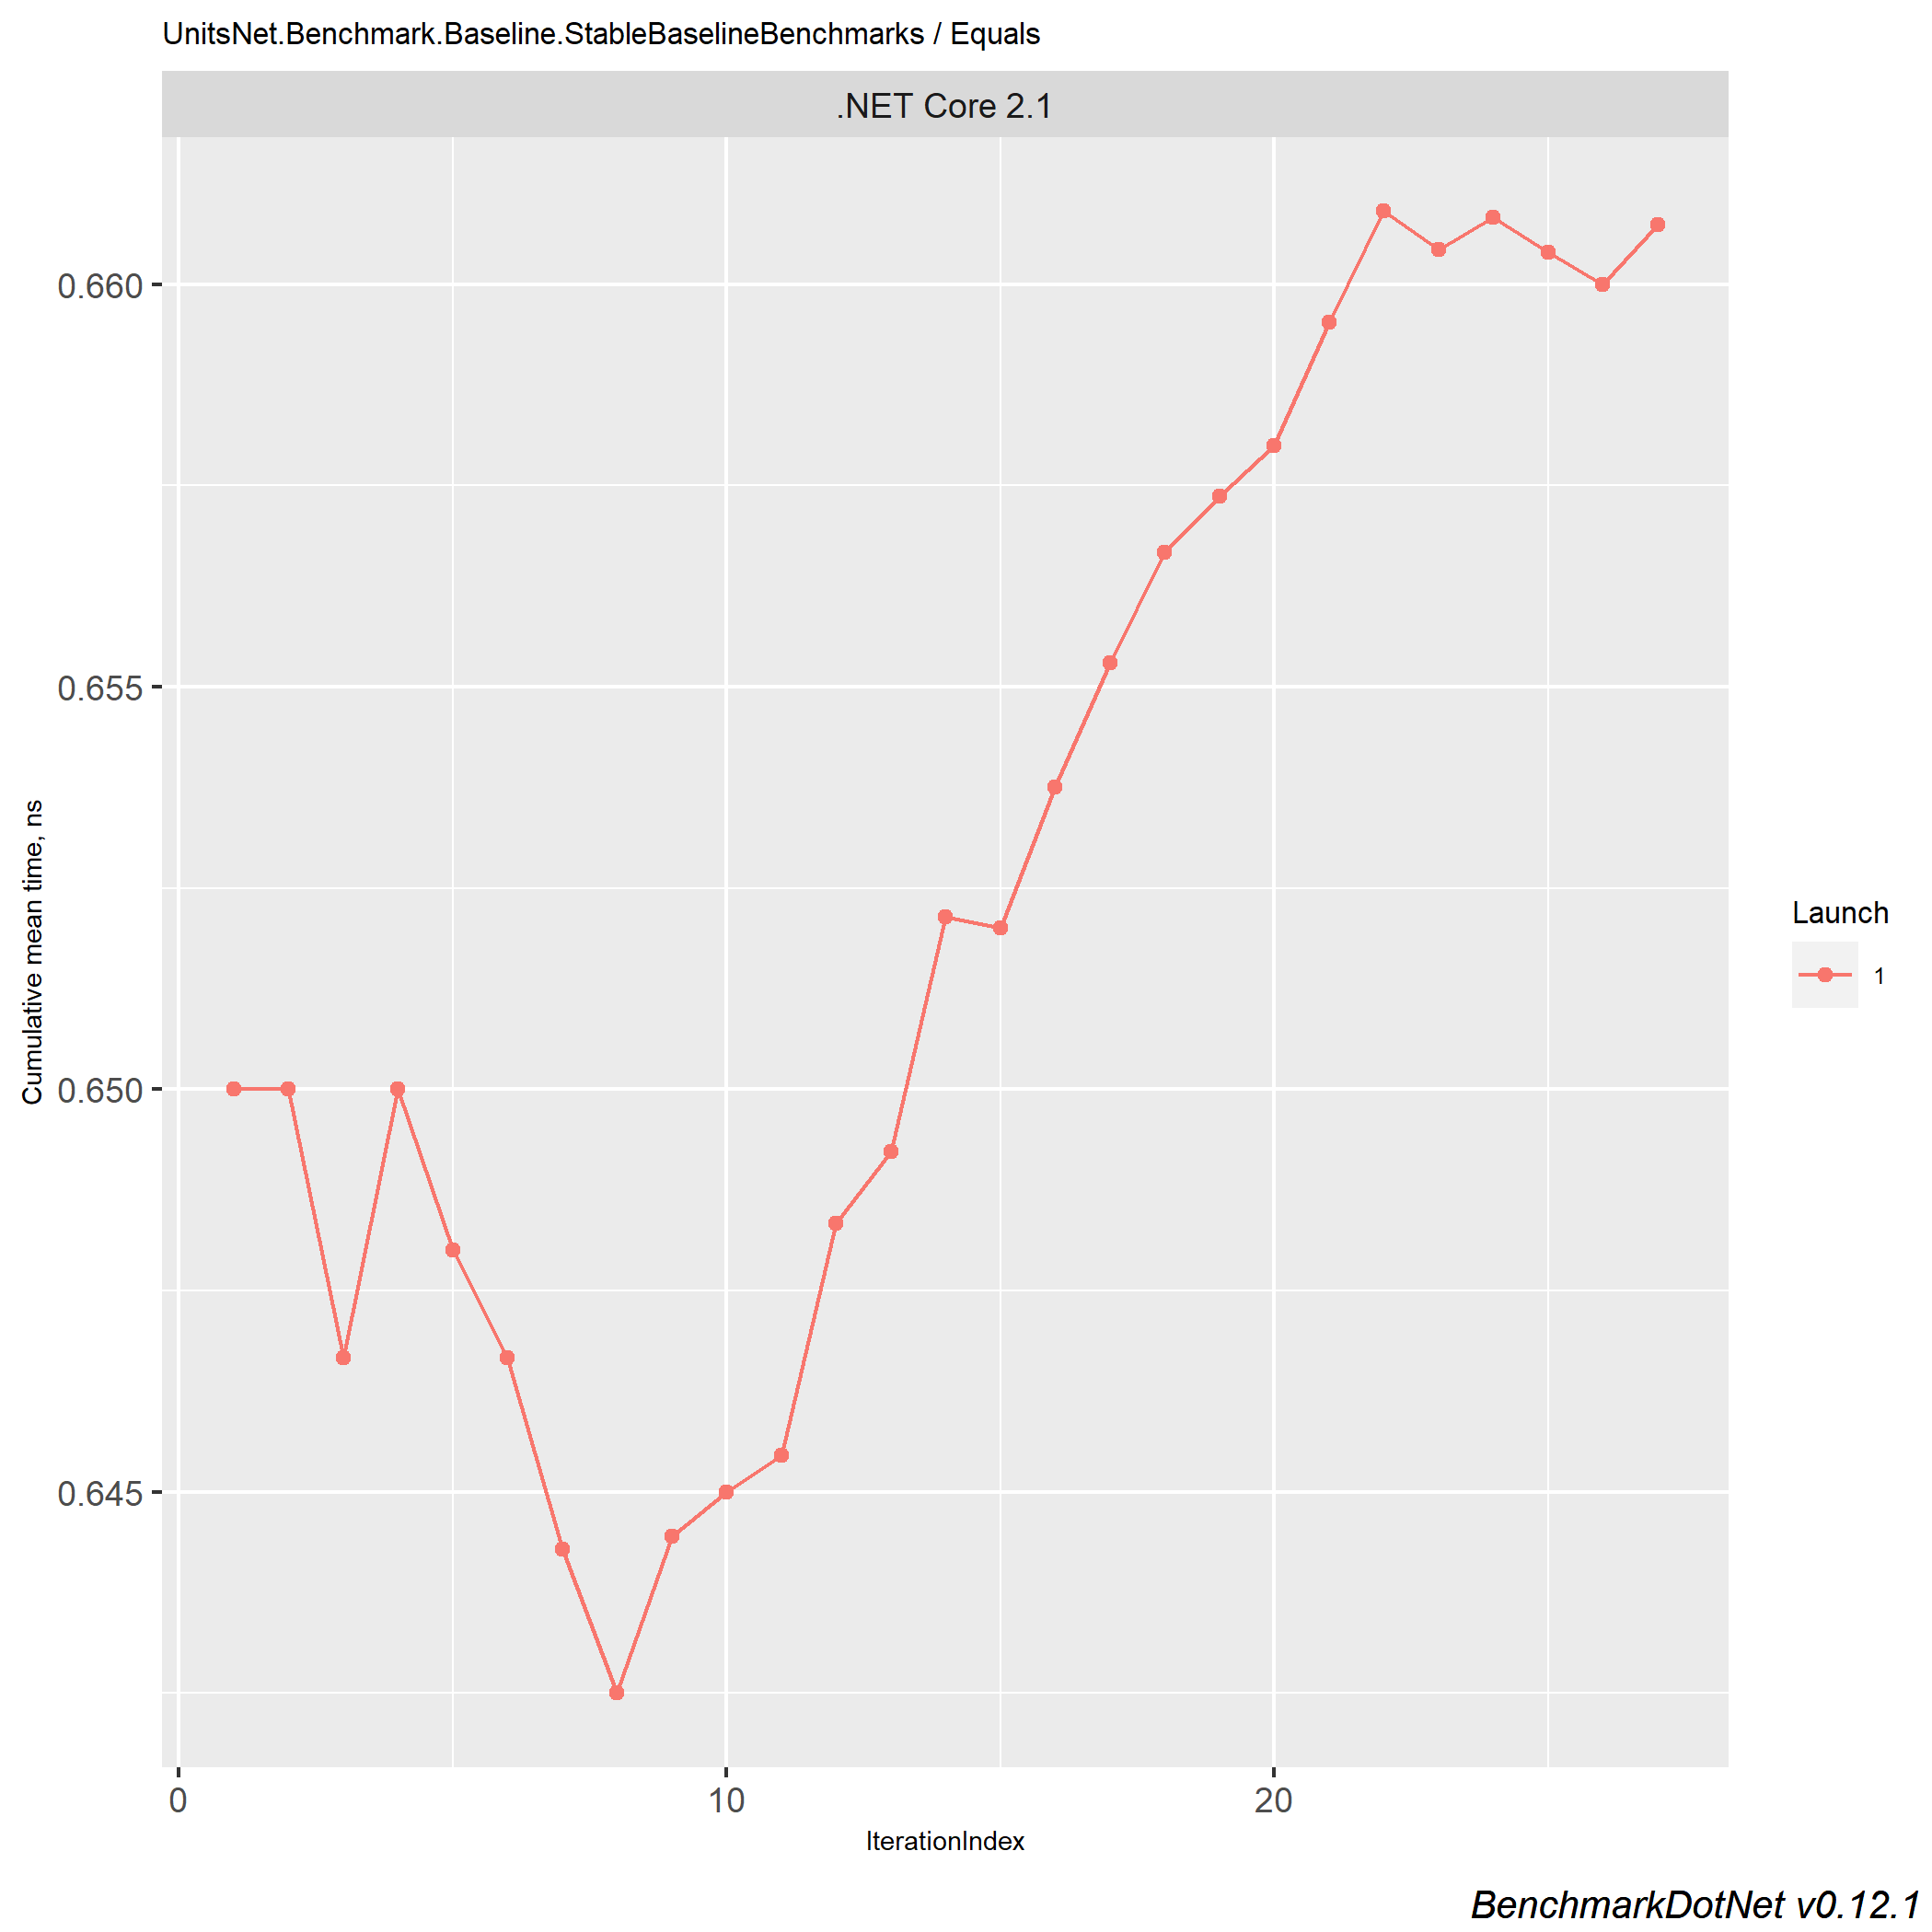 UnitsNet.Benchmark.Baseline.StableBaselineBenchmarks / Equals
.NET Core 2.1
0.660
0.655
0.650
0.645
Cumulative mean time, ns
0 10 20
IterationIndex
Launch
1
BenchmarkDotNet v0.12.1